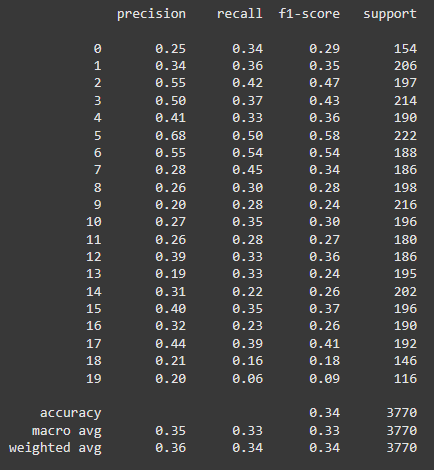 precision recall f1-score support
0 0.25 0.34 0.29 154
1 0.34 0.36 0.35 206
2 0.55 0.42 0.47 197
3 0.50 0.37 0.43 214
4 0.41 0.33 0.36 190
5 0.68 0.50 0.58 222
6 0.55 0.54 0.54 188
7 0.28 0.45 0.34 186
8 0.26 0.30 0.28 198
9 0.20 0.28 0.24 216
10 0.27 0.35 0.30 196
11 0.26 0.28 0.27 180
12 0.39 0.33 0.36 186
13 0.19 0.33 0.24 195
14 0.31 0.22 0.26 202
15 0.40 0.35 0.37 196
16 0.32 0.23 0.26 190
17 0.44 0.39 0.41 192
18 0.21 0.16 0.18 146
19 0.20 0.06 0.09 116
accuracy 0.34 3770
macro avg 0.35 0.33 0.33 3770
weighted avg 0.36 0.34 0.34 3770